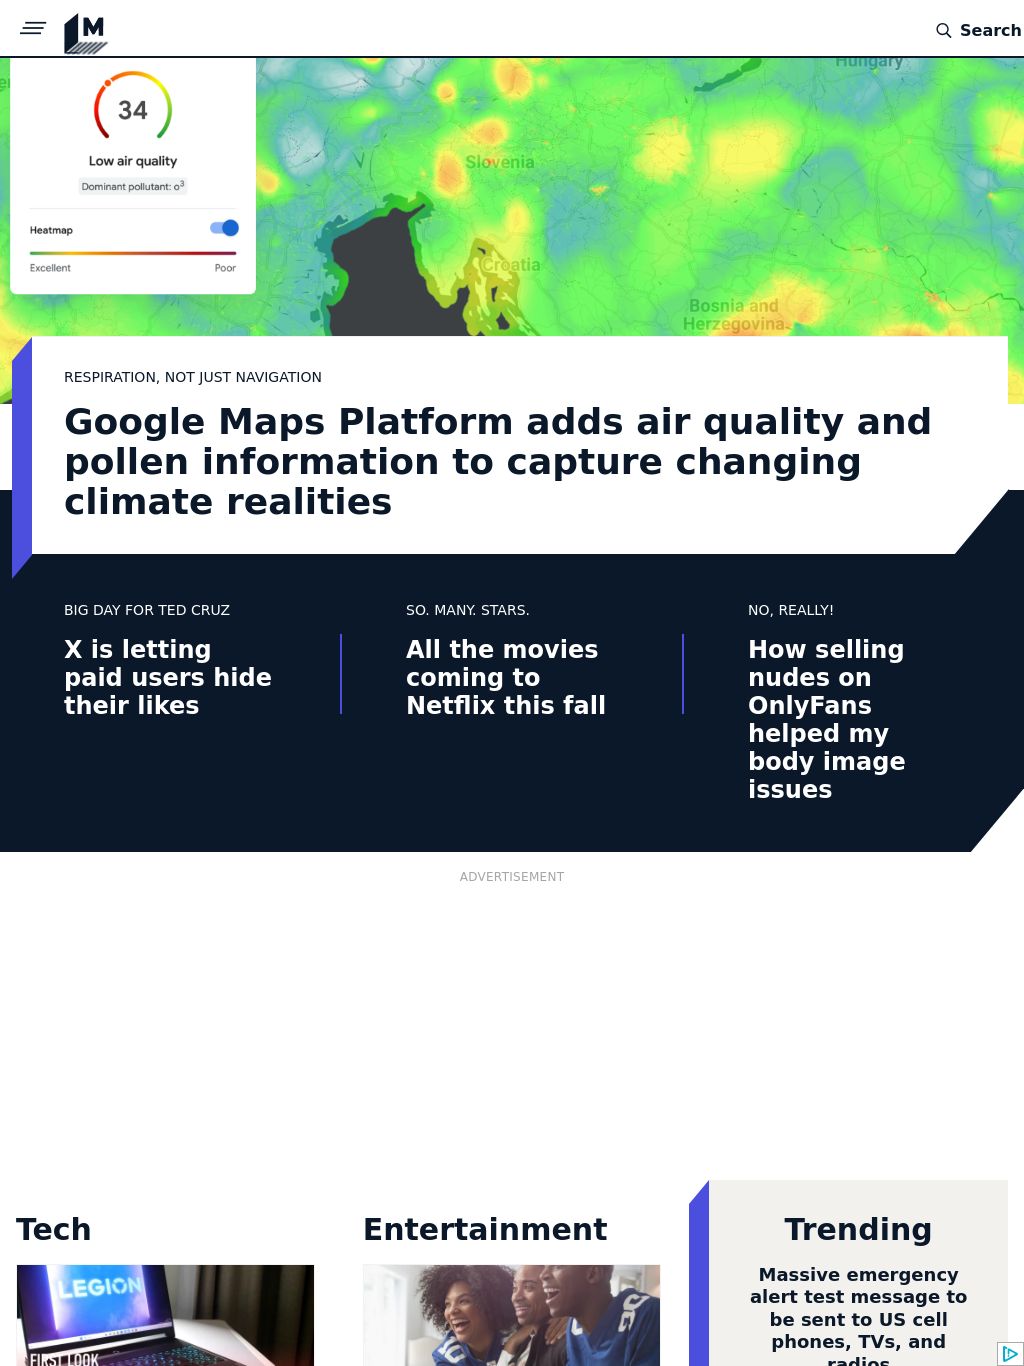 M
Search
Hungary
34
Low air quality
Dominant pollutant: o3
Heatmap
Excellent
Poor
Slovenia
Croatia
Bosnia and
Herzegovina
RESPIRATION, NOT JUST NAVIGATION
Google Maps Platform adds air quality and
pollen information to capture changing
climate realities
BIG DAY FOR TED CRUZ
X is letting
paid users hide
their likes
SO. MANY. STARS.
All the movies
coming to
Netflix this fall
NO, REALLY!
How selling
nudes on
OnlyFans
helped my
body image
issues
ADVERTISEMENT
Tech
LEGION
FIRST LOOK
Entertainment
Trending
Massive emergency
alert test message to
be sent to US cell
phones, TVs, and
radios